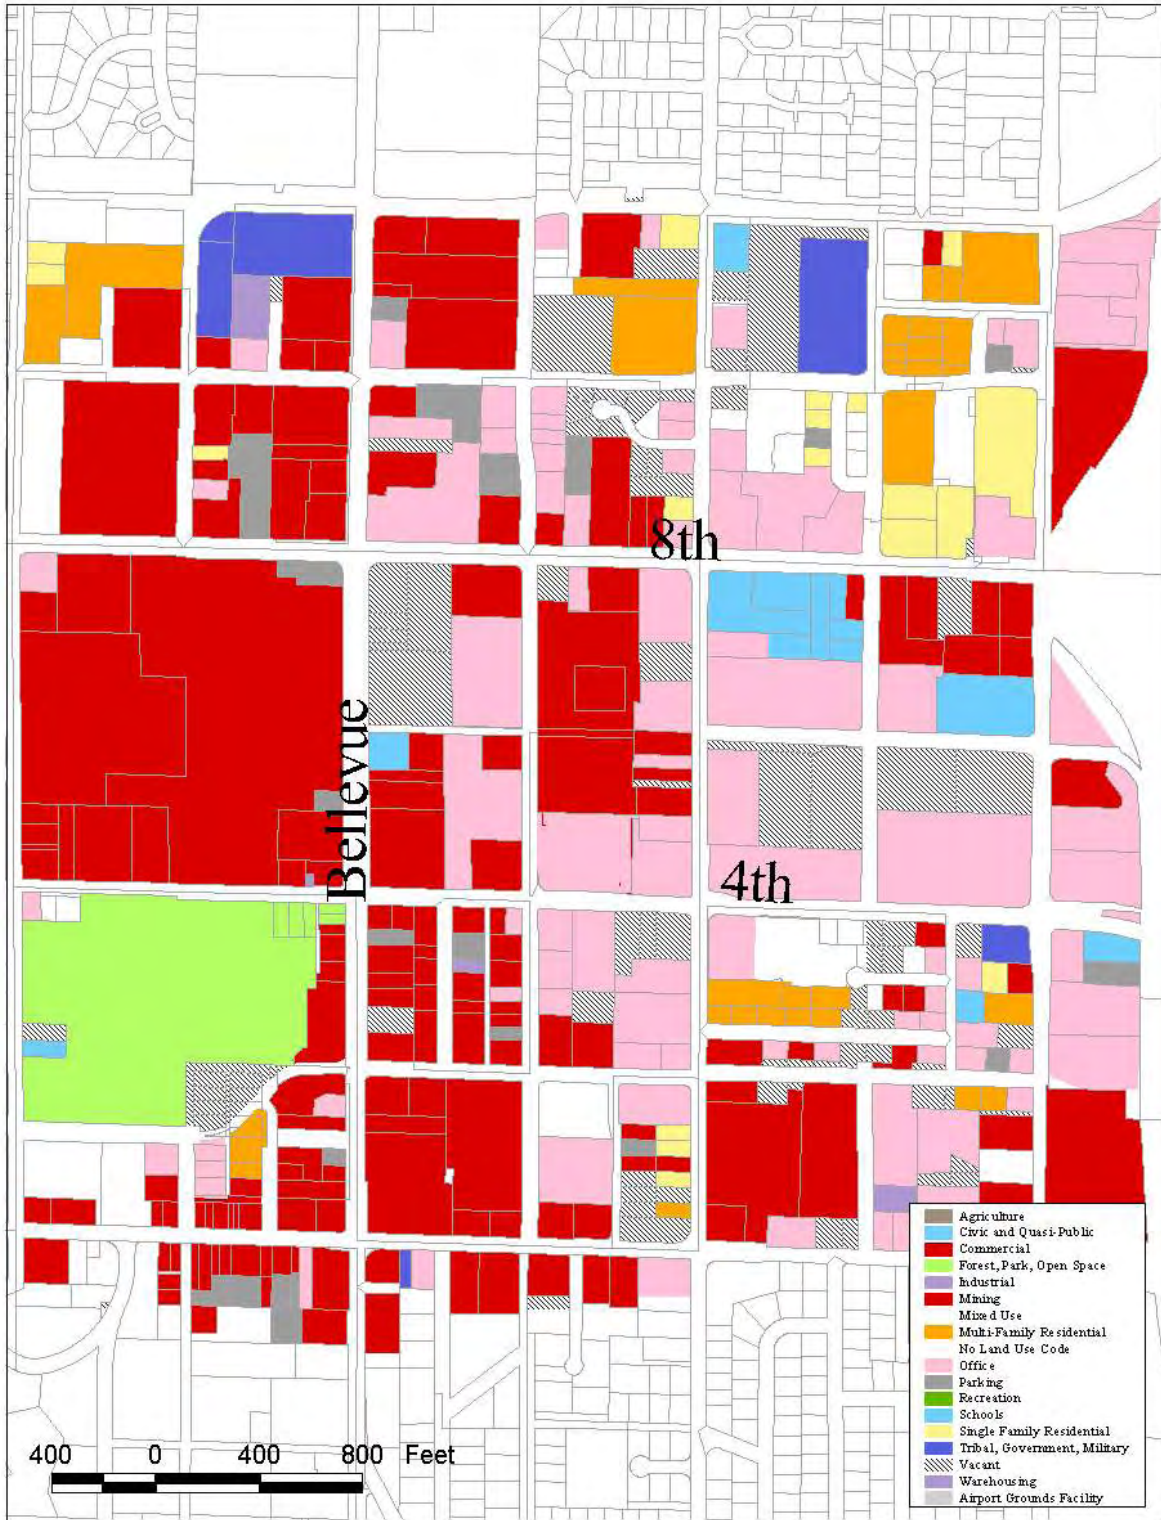 8th
Bellevue
4th
Agriculture
Civic and Quasi-Public
Commercial
Forest, Park, Open Space
Industrial
Mining
Mixed Use
Multi-Family Residential
No Land Use Code
Office
Parking
Recreation
Schools
Single Family Residential
Tribal, Government, Military
Vacant
Warehousing
Airport Grounds Facility
400 0 400 800 Feet